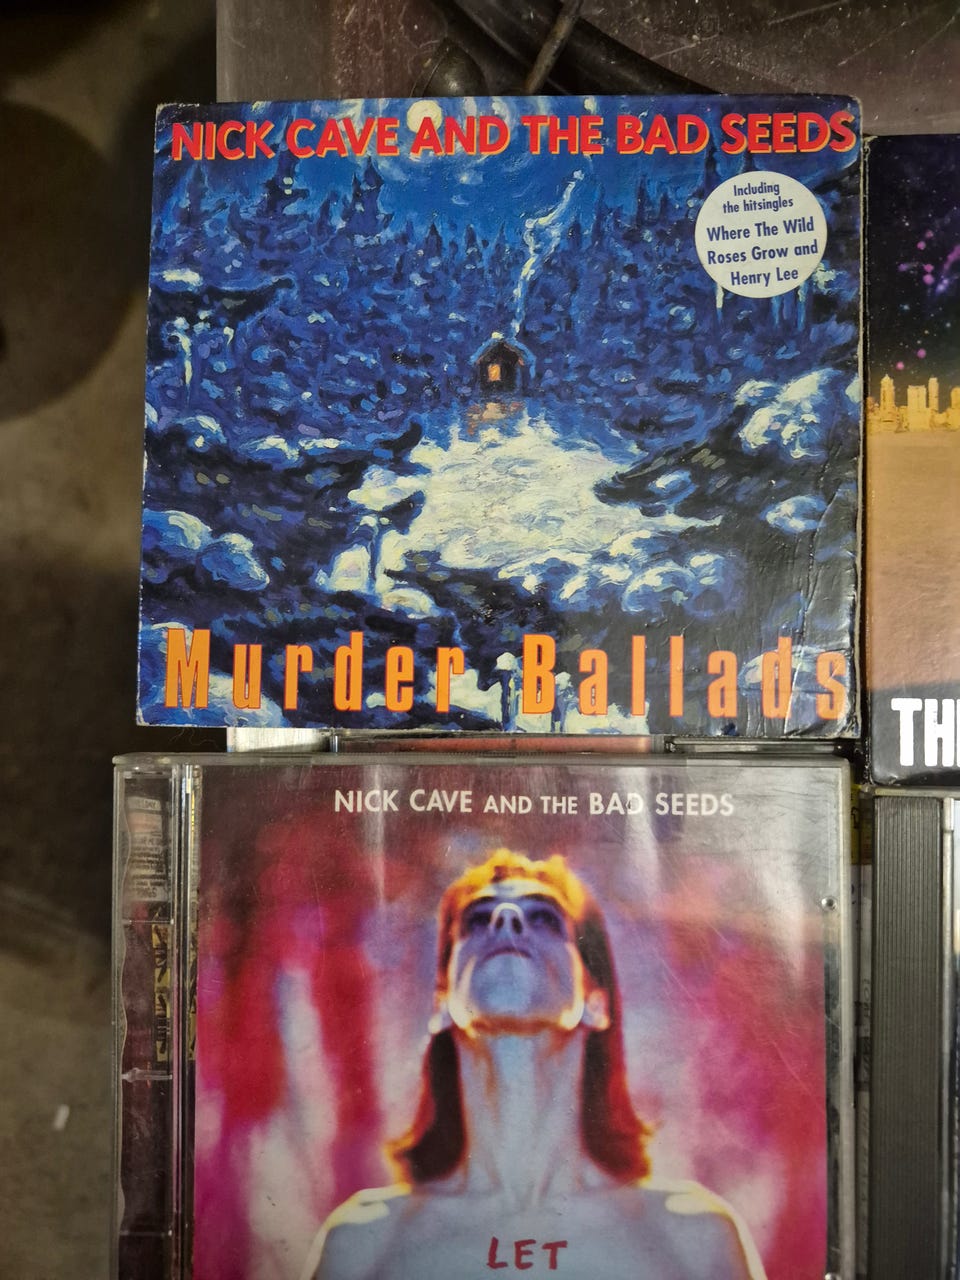 NICK CAVE AND THE BAD SEEDS
Including
the hitsingles
Where The Wild
Roses Grow and
Henry Lee
Murder Ballads
TH
NICK CAVE AND THE BAD SEEDS
LET